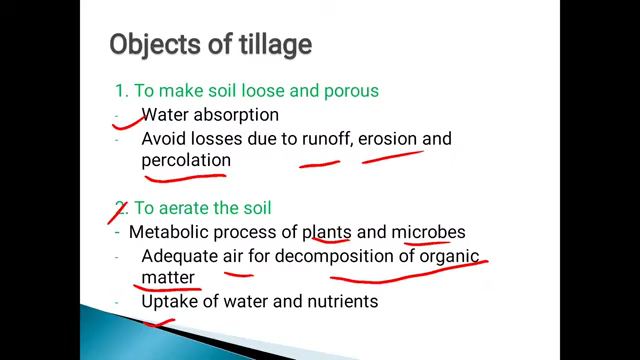 Objects of tillage
1. To make soil loose and porous
- Water absorption
- Avoid losses due to runoff, erosion and
percolation
2. To aerate the soil
- Metabolic process of plants and microbes
- Adequate air for decomposition of organic
matter
- Uptake of water and nutrients